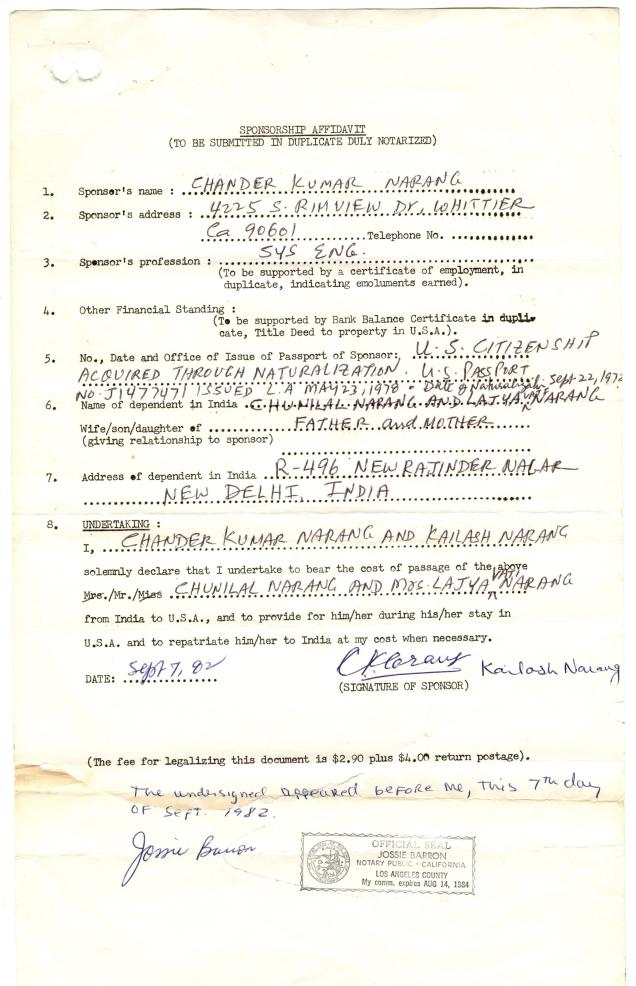 SPONSORSHIP AFFIDAVIT
(TO BE SUBMITTED IN DUPLICATE DULY NOTARIZED)
1. Sponsor's name : CHANDER KUMAR NARANG
2. Sponsor's address : 4225 S. RIMVIEW Dr, WHITTIER
Ca 90601 Telephone No.
3. Sponsor's profession : SYS ENG.
(To be supported by a certificate of employment, in
duplicate, indicating emoluments earned).
4. Other Financial Standing :
(To be supported by Bank Balance Certificate in dupli-
cate, Title Deed to property in U.S.A.).
5. No., Date and Office of Issue of Passport of Sponsor: U.S. CITIZENSHIP
ACQUIRED THROUGH NATURALIZATION. U.S. PASSPORT
NO. J1477471 ISSUED L.A MAY 23, 1978 - Date of Naturalizatn Sept 22, 1972
6. Name of dependent in India CHUNILAL NARANG AND LAJYA VATI NARANG
Wife/son/daughter of FATHER and MOTHER
(giving relationship to sponsor)
7. Address of dependent in India R-496 NEW RAJINDER NAGAR
NEW DELHI, INDIA
8. UNDERTAKING :
I, CHANDER KUMAR NARANG AND KAILASH NARANG
solemnly declare that I undertake to bear the cost of passage of the above
Mrs./Mr./Miss CHUNILAL NARANG AND Mrs. LAJYA VATI NARANG
from India to U.S.A., and to provide for him/her during his/her stay in
U.S.A. and to repatriate him/her to India at my cost when necessary.
DATE: Sept 7, 82 CKNarang Kailash Narang
(SIGNATURE OF SPONSOR)
(The fee for legalizing this document is $2.90 plus $4.00 return postage).
The undersigned appeared before me, this 7th day
of Sept. 1982.
Jossie Barron
OFFICIAL SEAL
JOSSIE BARRON
NOTARY PUBLIC - CALIFORNIA
LOS ANGELES COUNTY
My comm. expires AUG 14, 1984